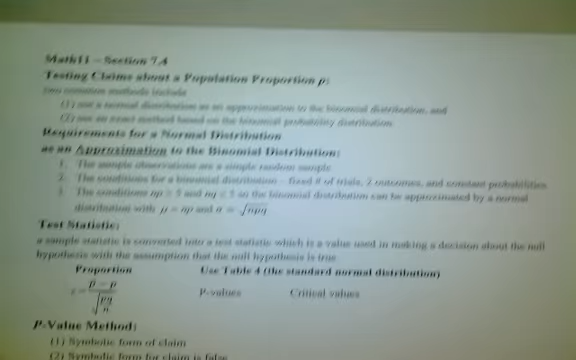 Math11 – Section 7.4
Testing Claims about a Population Proportion p:
two common methods include
(1) use a normal distribution as an approximation to the binomial distribution, and
(2) use an exact method based on the binomial probability distribution
Requirements for a Normal Distribution
as an Approximation to the Binomial Distribution:
1. The sample observations are a simple random sample
2. The conditions for a binomial distribution – fixed # of trials, 2 outcomes, and constant probabilities
3. The conditions np ≥ 5 and nq ≥ 5 so the binomial distribution can be approximated by a normal
distribution with μ = np and σ = √npq
Test Statistic:
a sample statistic is converted into a test statistic which is a value used in making a decision about the null
hypothesis with the assumption that the null hypothesis is true
Proportion Use Table 4 (the standard normal distribution)
z = (p̂ − p) / √(pq/n) P-values Critical values
P-Value Method:
(1) Symbolic form of claim
(2) Symbolic form for claim is false